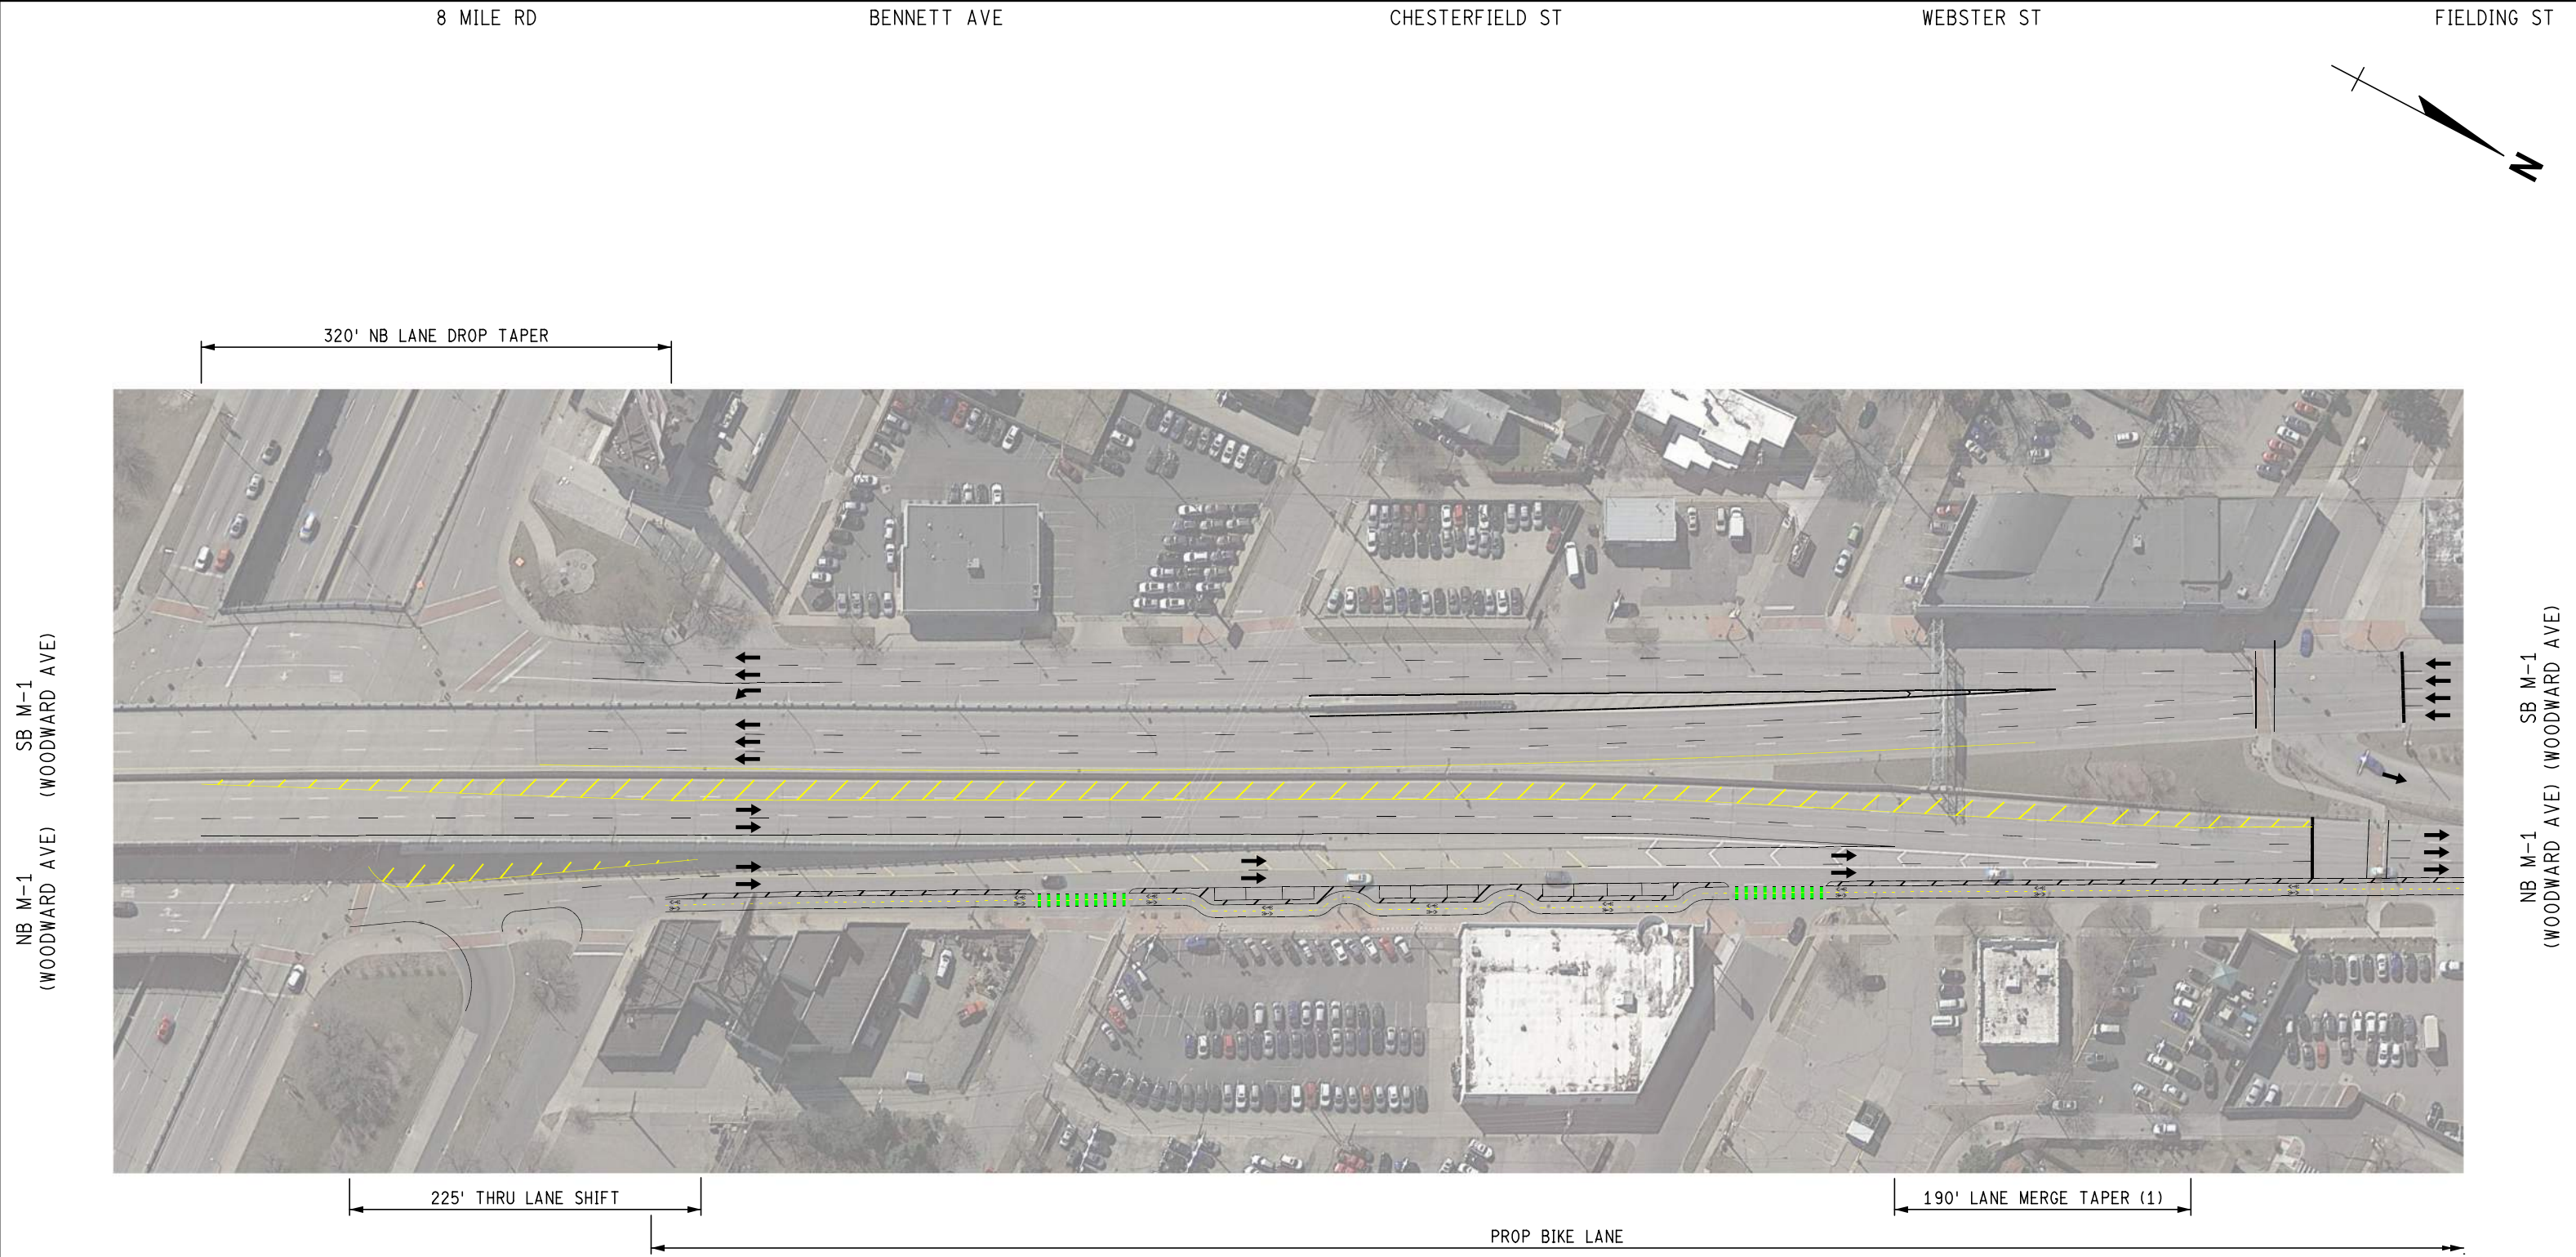 8 MILE RD
BENNETT AVE
CHESTERFIELD ST
WEBSTER ST
FIELDING ST
N
320' NB LANE DROP TAPER
SB M-1
(WOODWARD AVE)
NB M-1
(WOODWARD AVE)
SB M-1
(WOODWARD AVE)
NB M-1
(WOODWARD AVE)
225' THRU LANE SHIFT
190' LANE MERGE TAPER (1)
PROP BIKE LANE